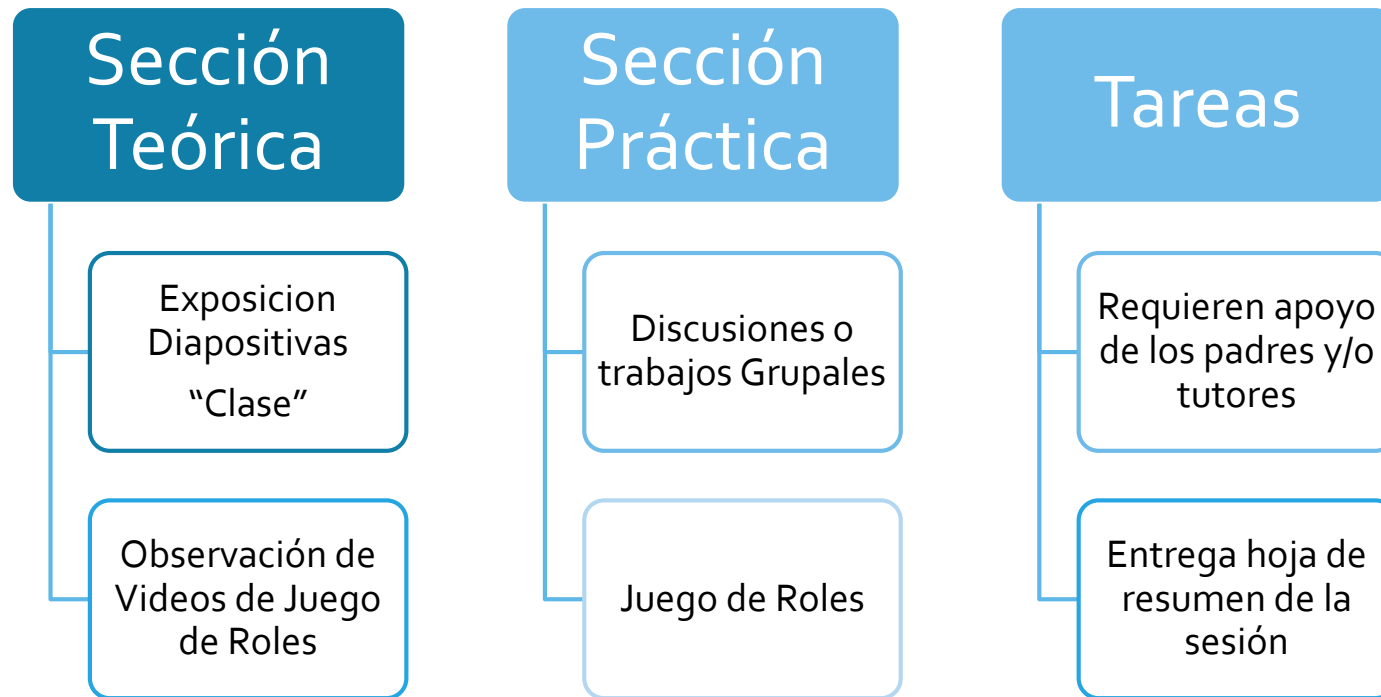 Sección
Teórica
Exposicion
Diapositivas
“Clase”
Observación de
Videos de Juego
de Roles
Sección
Práctica
Discusiones o
trabajos Grupales
Juego de Roles
Tareas
Requieren apoyo
de los padres y/o
tutores
Entrega hoja de
resumen de la
sesión